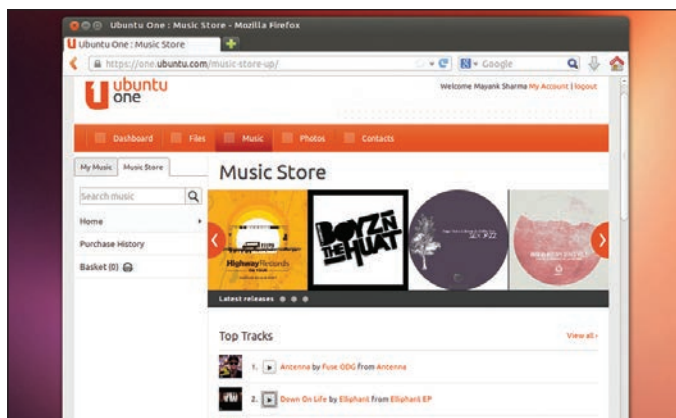 Ubuntu One : Music Store - Mozilla Firefox
Ubuntu One : Music Store
https://one.ubuntu.com/music-store-up/
Google
ubuntu
one
Welcome Mayank Sharma My Account | logout
Dashboard Files Music Photos Contacts
My Music Music Store
Music Store
Search music
Home
Purchase History
Basket (0)
Highway Records
BOYZ N
THE HUAT
Latest releases
Top Tracks
View all
1. Antenna by Fuse ODG from Antenna
2. Down On Life by Elliphant from Elliphant EP